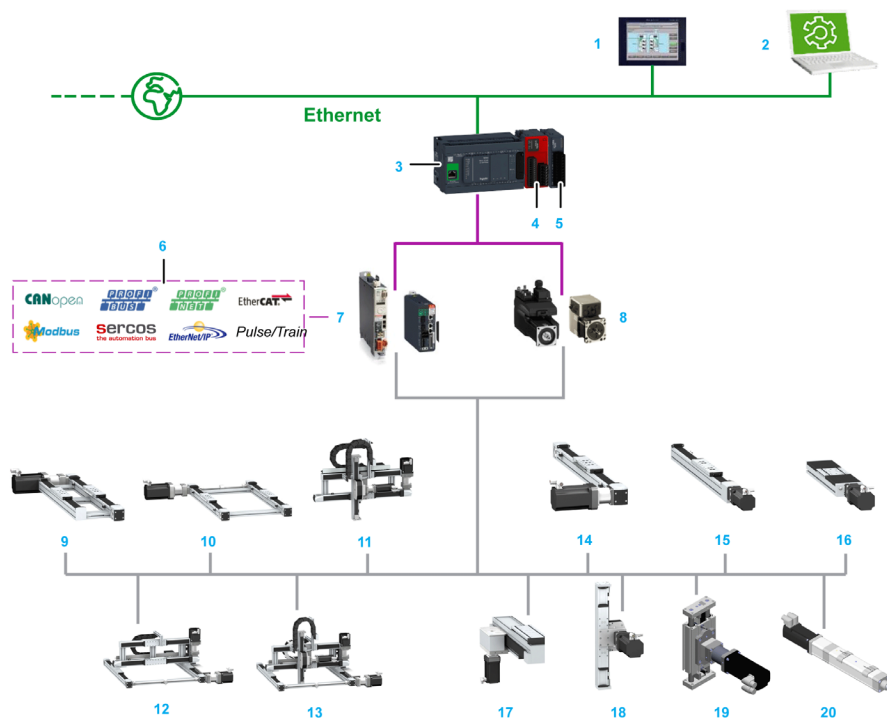 1
2
Ethernet
3
4
5
6
CANopen
PROFI BUS
PROFI NET
EtherCAT
7
8
Modbus
sercos
the automation bus
EtherNet/IP
Pulse/Train
9
10
11
14
15
16
12
13
17
18
19
20